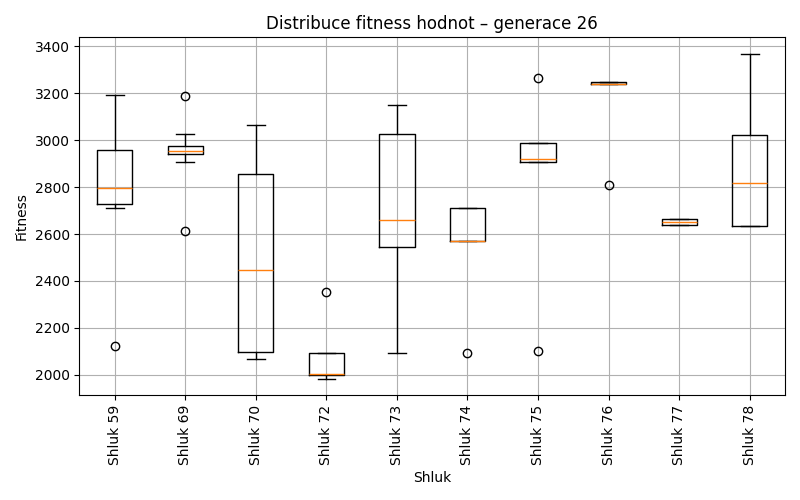 Distribuce fitness hodnot – generace 26
Fitness
3400
3200
3000
2800
2600
2400
2200
2000
Shluk 59
Shluk 69
Shluk 70
Shluk 72
Shluk 73
Shluk 74
Shluk 75
Shluk 76
Shluk 77
Shluk 78
Shluk